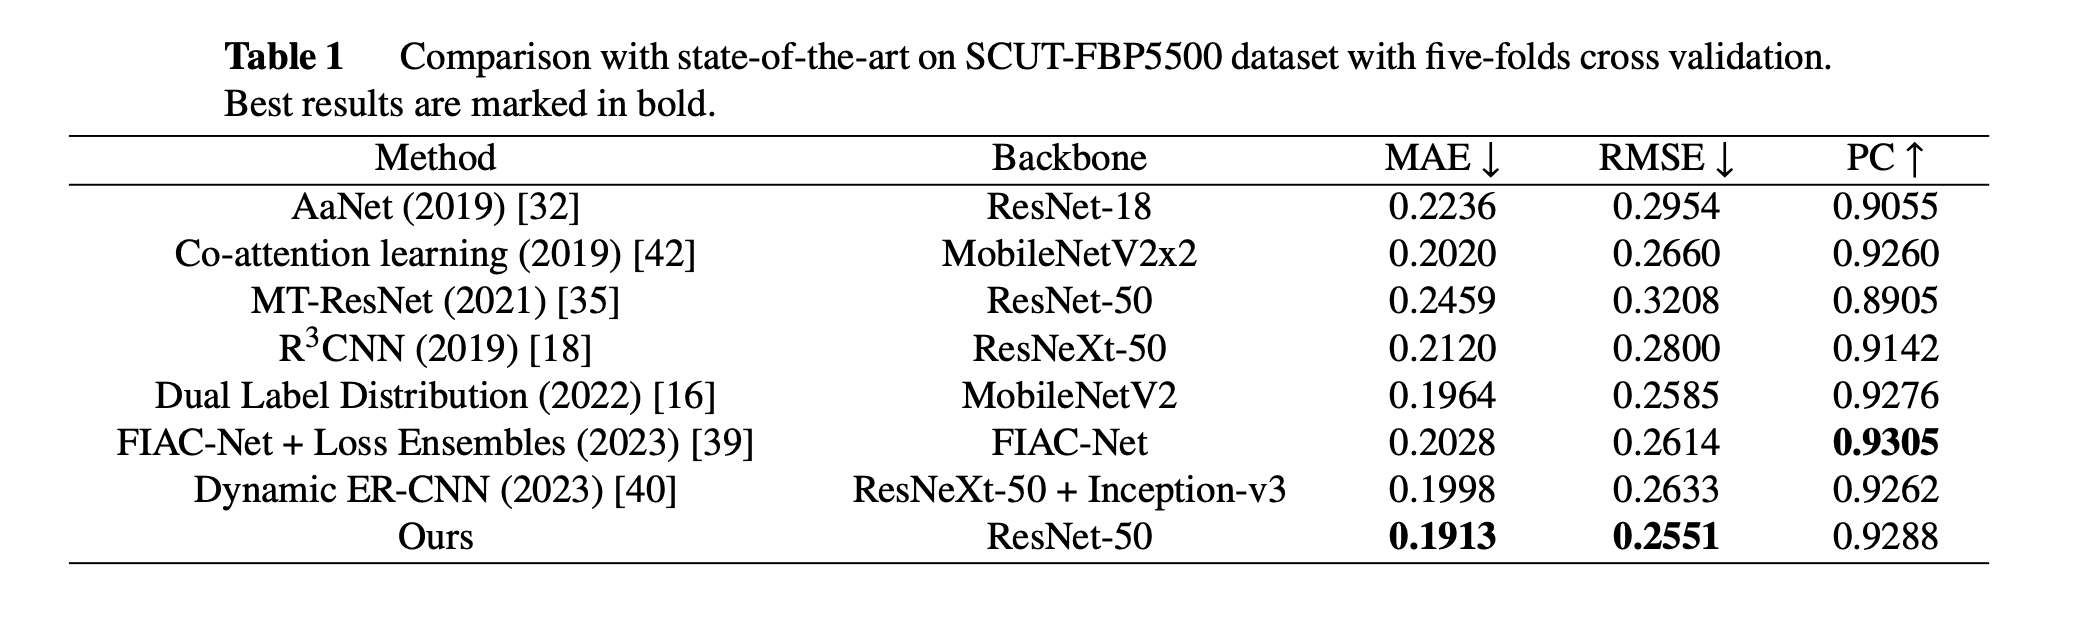 Table 1 Comparison with state-of-the-art on SCUT-FBP5500 dataset with five-folds cross validation.
Best results are marked in bold.
Method Backbone MAE ↓ RMSE ↓ PC ↑
AaNet (2019) [32] ResNet-18 0.2236 0.2954 0.9055
Co-attention learning (2019) [42] MobileNetV2x2 0.2020 0.2660 0.9260
MT-ResNet (2021) [35] ResNet-50 0.2459 0.3208 0.8905
R³CNN (2019) [18] ResNeXt-50 0.2120 0.2800 0.9142
Dual Label Distribution (2022) [16] MobileNetV2 0.1964 0.2585 0.9276
FIAC-Net + Loss Ensembles (2023) [39] FIAC-Net 0.2028 0.2614 0.9305
Dynamic ER-CNN (2023) [40] ResNeXt-50 + Inception-v3 0.1998 0.2633 0.9262
Ours ResNet-50 0.1913 0.2551 0.9288